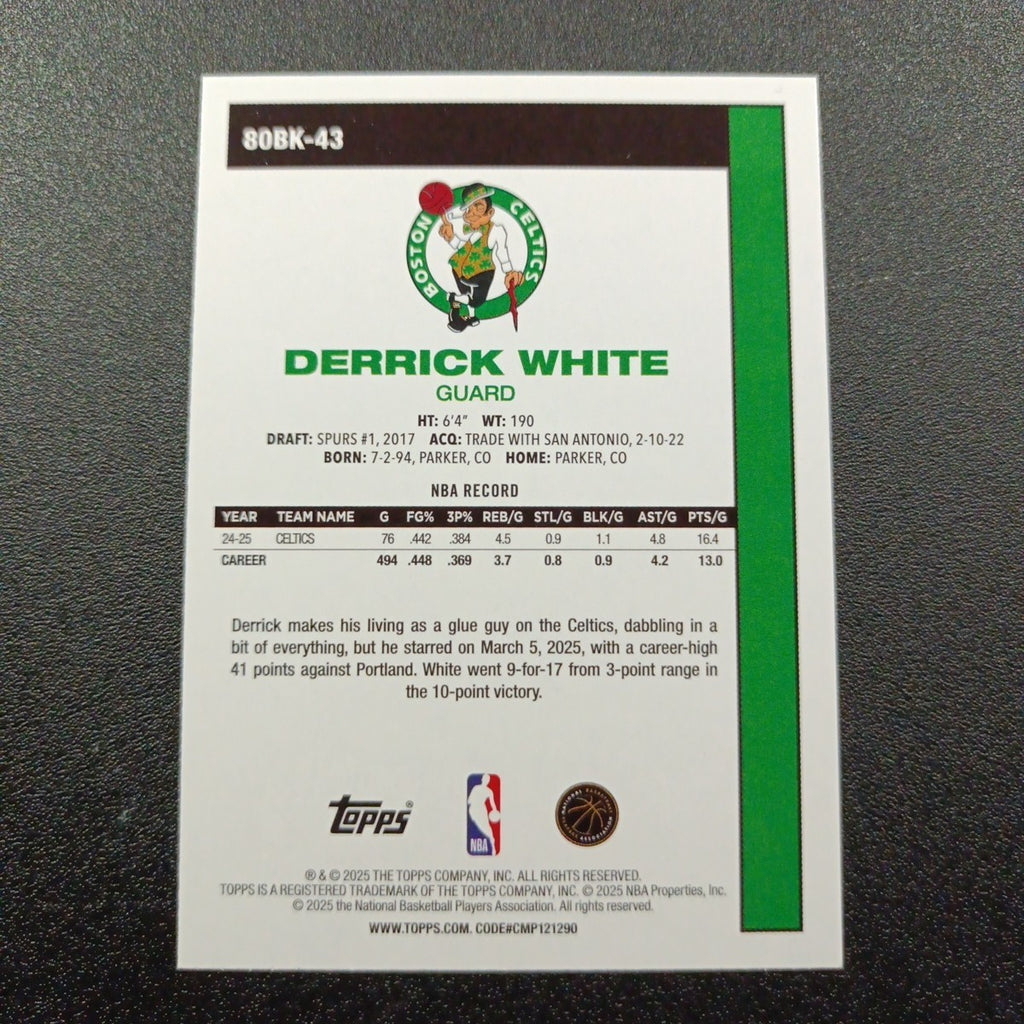 80BK-43
BOSTON CELTICS
DERRICK WHITE
GUARD
HT: 6'4" WT: 190
DRAFT: SPURS #1, 2017 ACQ: TRADE WITH SAN ANTONIO, 2-10-22
BORN: 7-2-94, PARKER, CO HOME: PARKER, CO
NBA RECORD
YEAR TEAM NAME G FG% 3P% REB/G STL/G BLK/G AST/G PTS/G
24-25 CELTICS 76 .442 .384 4.5 0.9 1.1 4.8 16.4
CAREER 494 .448 .369 3.7 0.8 0.9 4.2 13.0
Derrick makes his living as a glue guy on the Celtics, dabbling in a
bit of everything, but he starred on March 5, 2025, with a career-high
41 points against Portland. White went 9-for-17 from 3-point range in
the 10-point victory.
topps®
NBA
NATIONAL BASKETBALL PLAYERS ASSOCIATION
® & © 2025 THE TOPPS COMPANY, INC. ALL RIGHTS RESERVED.
TOPPS IS A REGISTERED TRADEMARK OF THE TOPPS COMPANY, INC. © 2025 NBA Properties, Inc.
© 2025 the National Basketball Players Association. All rights reserved.
WWW.TOPPS.COM. CODE#CMP121290